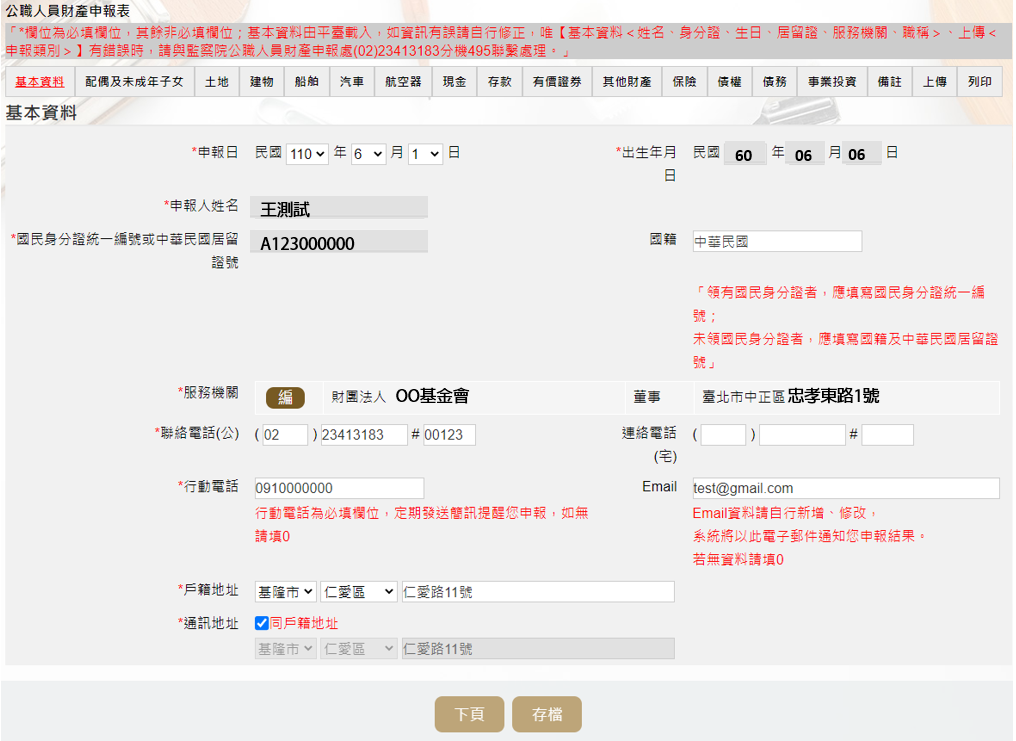 公職人員財產申報表
「*欄位為必填欄位，其餘非必填欄位；基本資料由平臺載入，如資訊有誤請自行修正，唯【基本資料＜姓名、身分證、生日、居留證、服務機關、職稱＞、上傳＜
申報類別＞】有錯誤時，請與監察院公職人員財產申報處(02)23413183分機495聯繫處理。」
基本資料 配偶及未成年子女 土地 建物 船舶 汽車 航空器 現金 存款 有價證券 其他財產 保險 債權 債務 事業投資 備註 上傳 列印
基本資料
*申報日 民國 110 年 6 月 1 日 *出生年月 民國 60 年 06 月 06 日
日
*申報人姓名 王測試
*國民身分證統一編號或中華民國居留 A123000000 國籍 中華民國
證號
「領有國民身分證者，應填寫國民身分證統一編
號；
未領國民身分證者，應填寫國籍及中華民國居留證
號」
*服務機關 編 財團法人 OO基金會 董事 臺北市中正區忠孝東路1號
*聯絡電話(公) (02)23413183#00123 連絡電話 ( ) #
(宅)
*行動電話 0910000000 Email test@gmail.com
行動電話為必填欄位，定期發送簡訊提醒您申報，如無 Email資料請自行新增、修改，
請填0 系統將以此電子郵件通知您申報結果。
若無資料請填0
*戶籍地址 基隆市 仁愛區 仁愛路11號
*通訊地址 同戶籍地址
基隆市 仁愛區 仁愛路11號
下頁 存檔